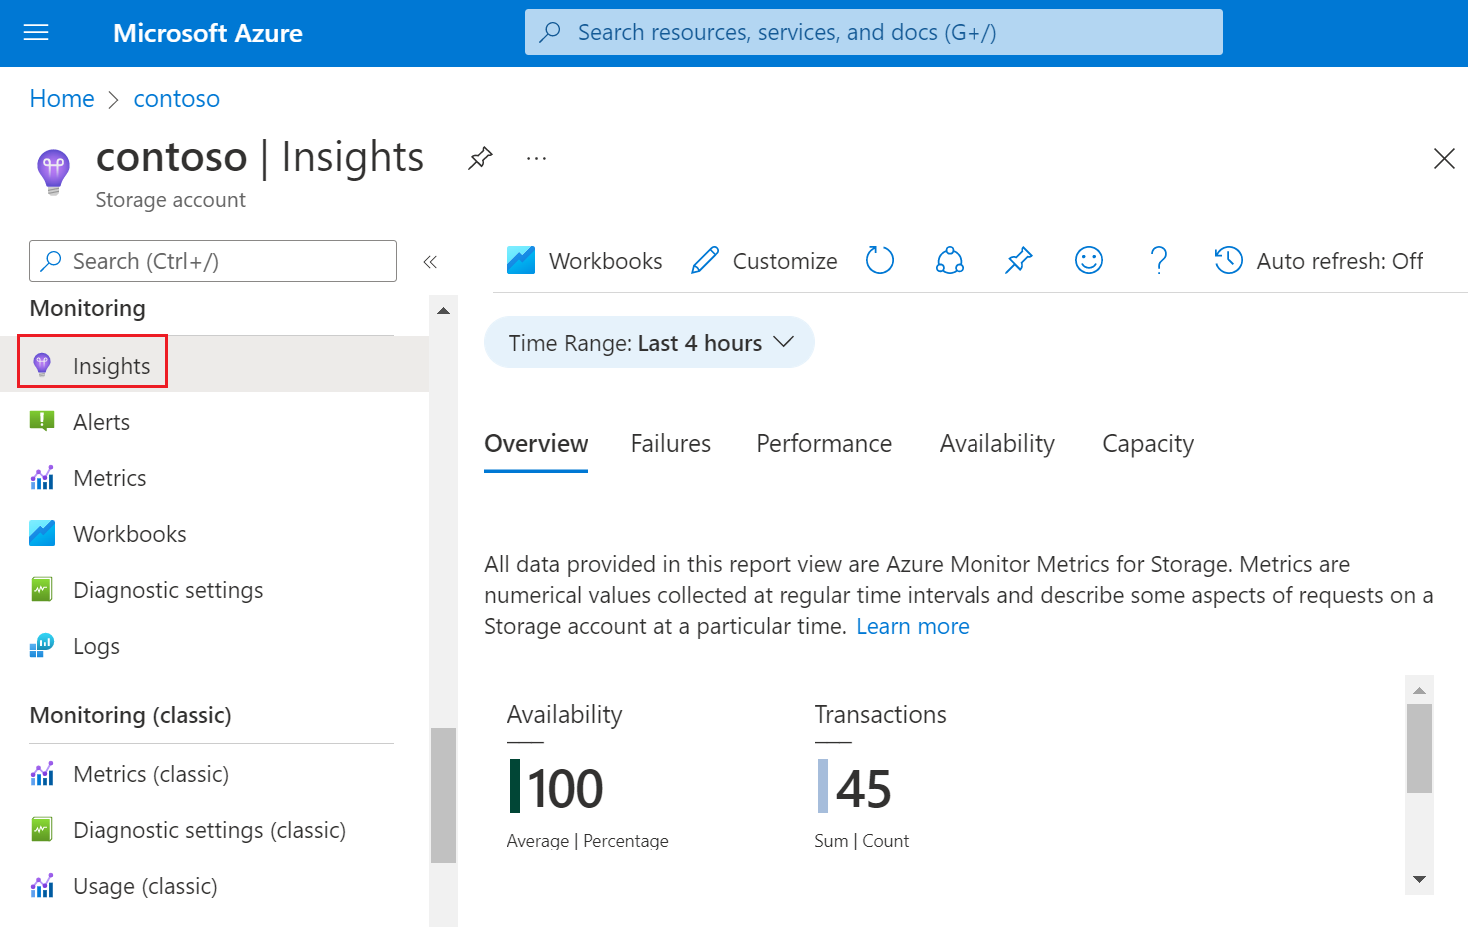 Microsoft Azure
Search resources, services, and docs (G+/)
Home > contoso
contoso | Insights
...
Storage account
Search (Ctrl+/)
«
Monitoring
Insights
Alerts
Metrics
Workbooks
Diagnostic settings
Logs
Monitoring (classic)
Metrics (classic)
Diagnostic settings (classic)
Usage (classic)
Workbooks Customize ? Auto refresh: Off
Time Range: Last 4 hours
Overview Failures Performance Availability Capacity
All data provided in this report view are Azure Monitor Metrics for Storage. Metrics are
numerical values collected at regular time intervals and describe some aspects of requests on a
Storage account at a particular time. Learn more
Availability
100
Average | Percentage
Transactions
45
Sum | Count